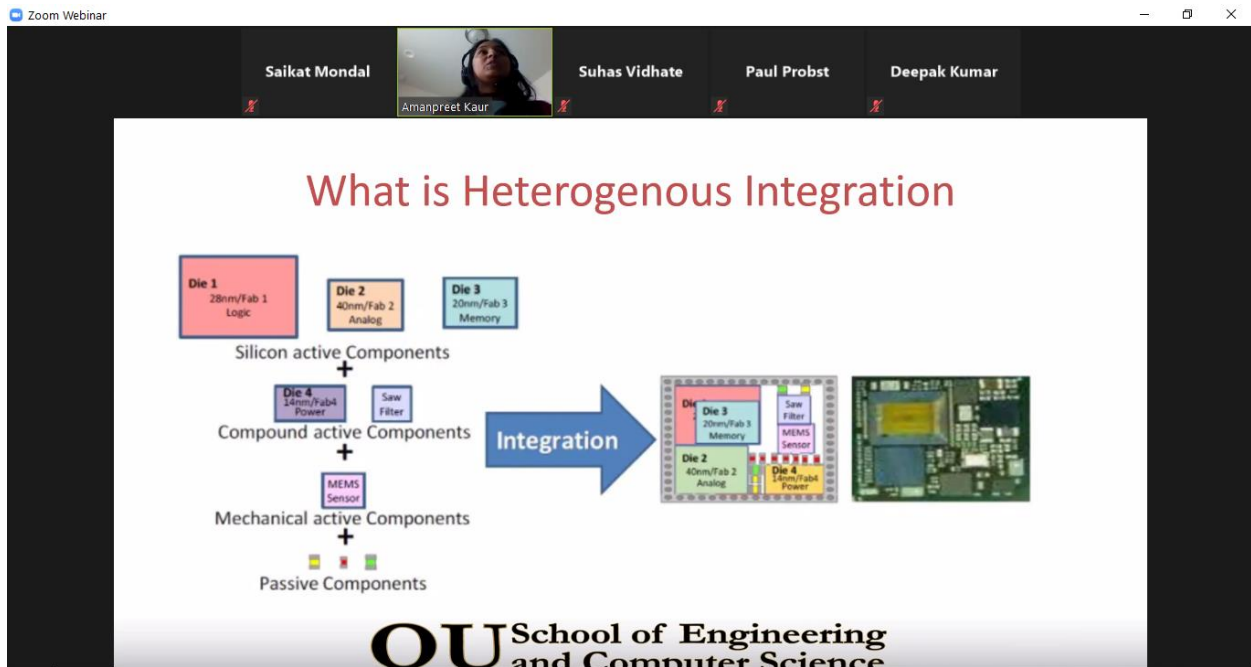 Zoom Webinar
Saikat Mondal
Amanpreet Kaur
Suhas Vidhate
Paul Probst
Deepak Kumar
What is Heterogenous Integration
Die 1
28nm/Fab 1
Logic
Die 2
40nm/Fab 2
Analog
Die 3
20nm/Fab 3
Memory
Silicon active Components
+
Die 4
14nm/Fab4
Power
Saw
Filter
Compound active Components
+
MEMS
Sensor
Mechanical active Components
+
Passive Components
Integration
Die
Die 3
20nm/Fab 3
Memory
Saw
Filter
MEMS
Sensor
Die 2
40nm/Fab 2
Analog
Die 4
14nm/Fab4
Power
OU School of Engineering
and Computer Science